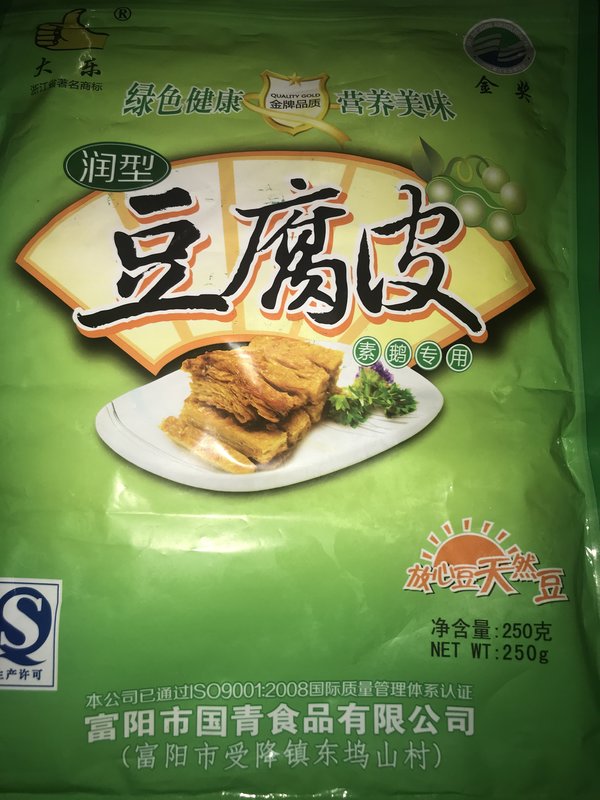 ®
大乐
浙江省著名商标
金奖
绿色健康
QUALITY GOLD
金牌品质
营养美味
润型
豆腐皮
素鹅专用
放心豆天然豆
净含量:250克
NET WT:250g
生产许可
本公司已通过ISO9001:2008国际质量管理体系认证
富阳市国青食品有限公司
(富阳市受降镇东坞山村)